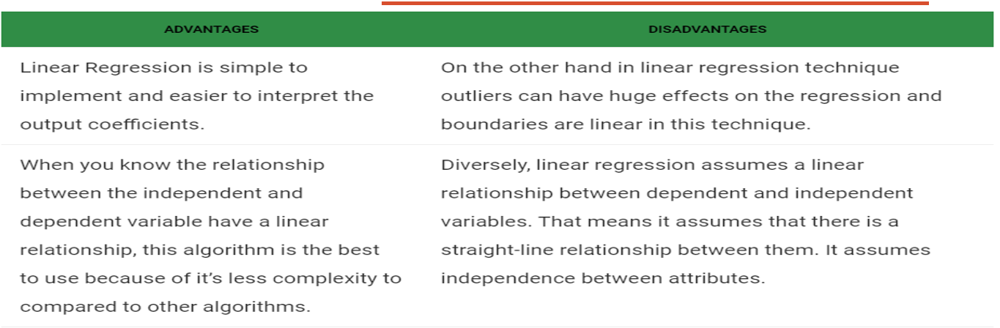 ADVANTAGES
DISADVANTAGES
Linear Regression is simple to
implement and easier to interpret the
output coefficients.
On the other hand in linear regression technique
outliers can have huge effects on the regression and
boundaries are linear in this technique.
When you know the relationship
between the independent and
dependent variable have a linear
relationship, this algorithm is the best
to use because of it’s less complexity to
compared to other algorithms.
Diversely, linear regression assumes a linear
relationship between dependent and independent
variables. That means it assumes that there is a
straight-line relationship between them. It assumes
independence between attributes.